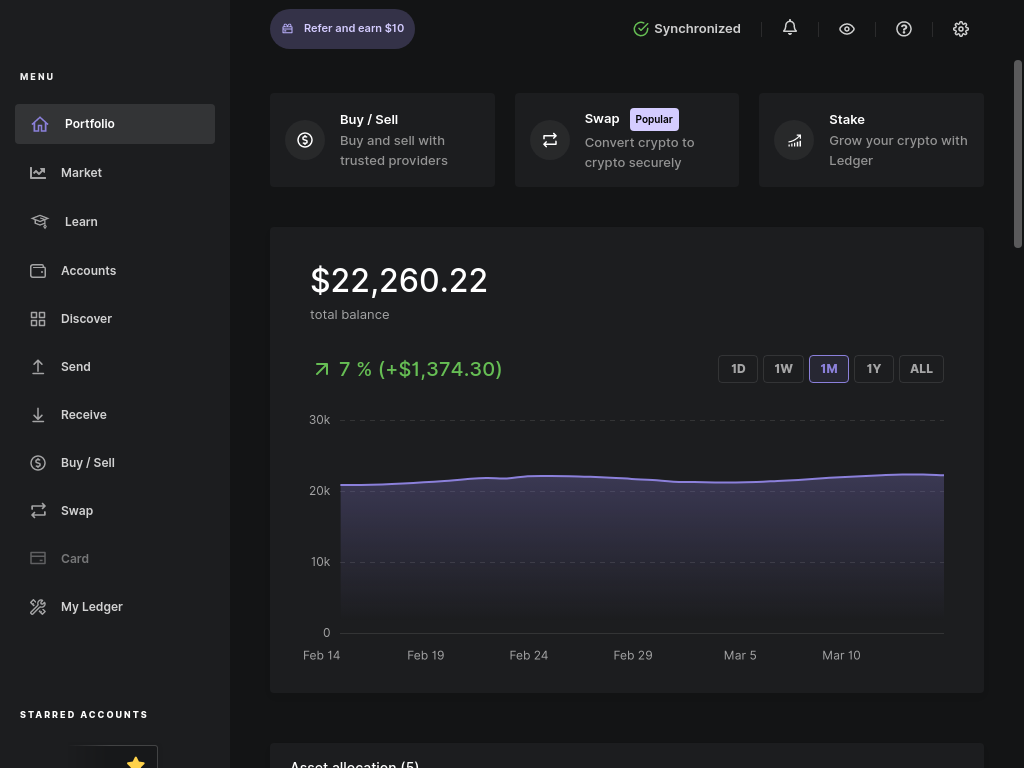 Refer and earn $10
Synchronized
MENU
Portfolio
Market
Learn
Accounts
Discover
Send
Receive
Buy / Sell
Swap
Card
My Ledger
STARRED ACCOUNTS
Buy / Sell
Buy and sell with
trusted providers
Swap Popular
Convert crypto to
crypto securely
Stake
Grow your crypto with
Ledger
$22,260.22
total balance
7 % (+$1,374.30)
1D 1W 1M 1Y ALL
30k
20k
10k
0
Feb 14 Feb 19 Feb 24 Feb 29 Mar 5 Mar 10
Asset allocation (5)